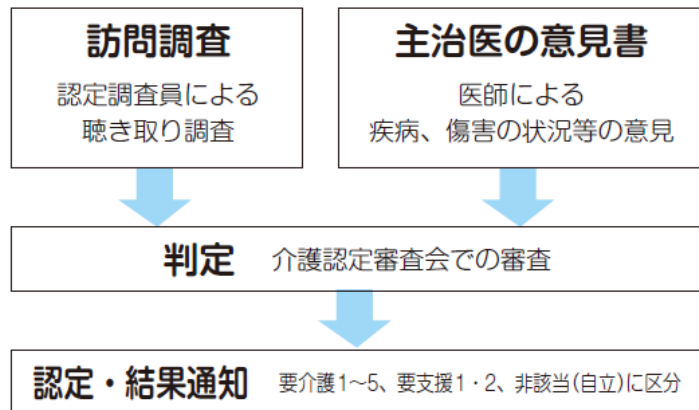 訪問調査
認定調査員による
聴き取り調査
主治医の意見書
医師による
疾病、傷害の状況等の意見
判定 介護認定審査会での審査
認定・結果通知 要介護1~5、要支援1・2、非該当(自立)に区分